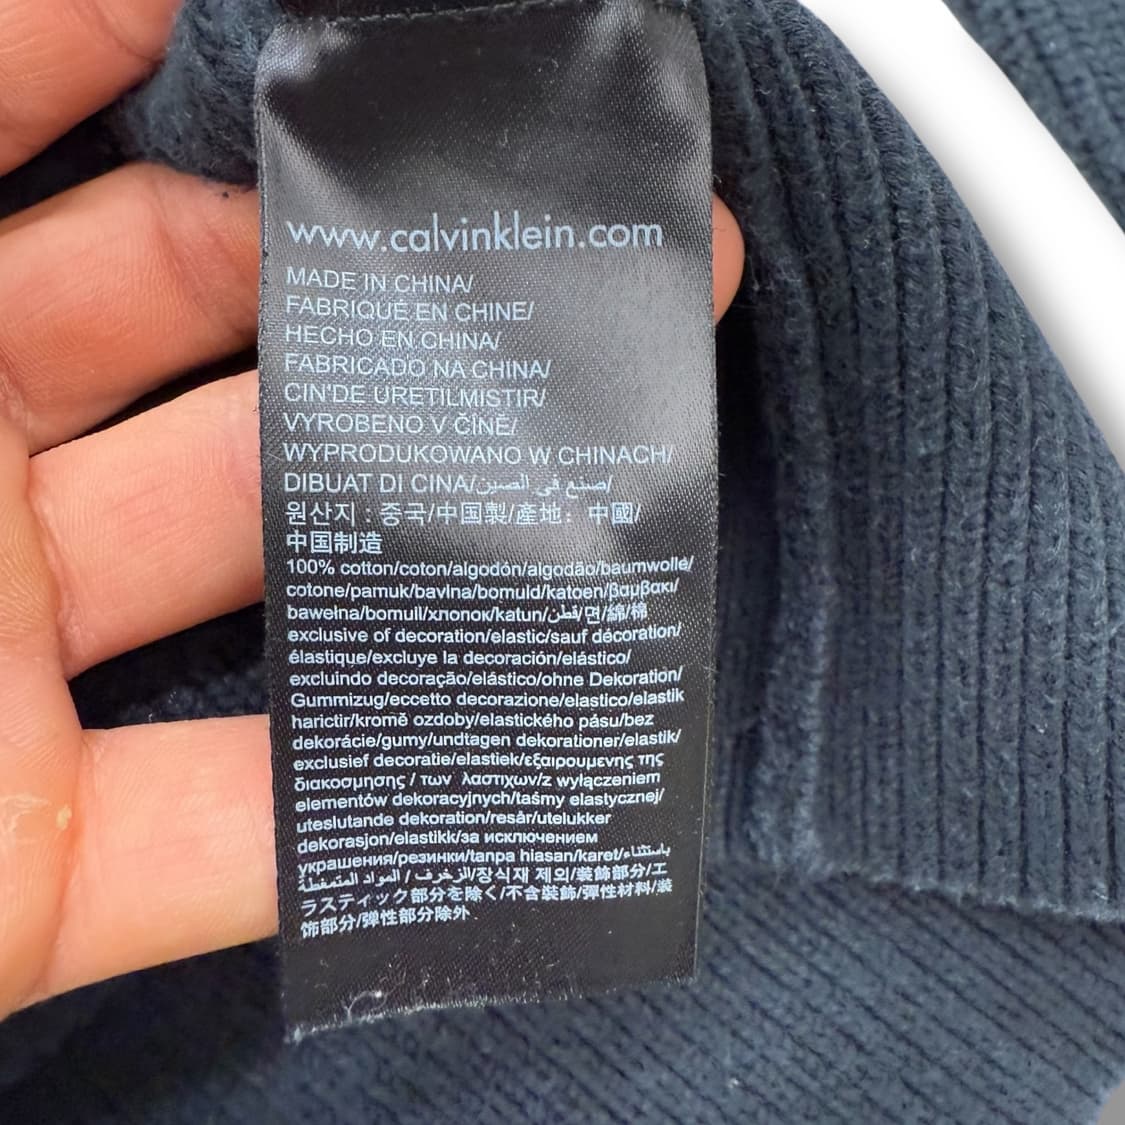 www.calvinklein.com
MADE IN CHINA/
FABRIQUÉ EN CHINE/
HECHO EN CHINA/
FABRICADO NA CHINA/
CIN'DE URETILMISTIR/
VYROBENO V ČÍNĚ/
WYPRODUKOWANO W CHINACH/
DIBUAT DI CINA/صنع في الصين/
원산지 : 중국/中国製/產地: 中國/
中国制造
100% cotton/coton/algodón/algodão/baumwolle/
cotone/pamuk/bavlna/bomuld/katoen/βαμβακι/
bawełna/bomull/хлопок/katun/قطن/면/綿/棉
exclusive of decoration/elastic/sauf décoration/
élastique/excluye la decoración/elástico/
excluindo decoração/elástico/ohne Dekoration/
Gummizug/eccetto decorazione/elastico/elastik
harictir/kromě ozdoby/elastického pásu/bez
dekorácie/gumy/undtagen dekorationer/elastik/
exclusief decoratie/elastiek/εξαιρουμενης της
διακοσμησης / των λαστιχων/z wyłączeniem
elementów dekoracyjnych/taśmy elastycznej/
uteslutande dekoration/resår/utelukker
dekorasjon/elastikk/за исключением
украшения/резинки/tanpa hiasan/karet/باستثناء
الزخرف / المواد المتمغطة/장식재 제외/装飾部分/エ
ラスティック部分を除く/不含裝飾/彈性材料/装
饰部分/弹性部分除外